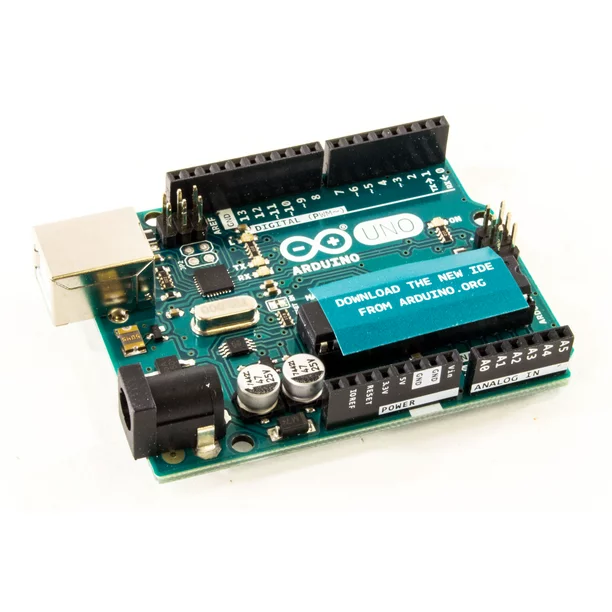 AREF
GND
13
12
~11
~10
~9
8
7
~6
~5
4
~3
2
TX→1
RX←0
DIGITAL (PWM~)
UNO
ON
ARDUINO
TX
RX
DOWNLOAD THE NEW IDE
FROM ARDUINO.ORG
47
25V
47
25V
IOREF
RESET
3.3V
5V
GND
GND
Vin
POWER
A0
A1
A2
A3
A4
A5
ANALOG IN